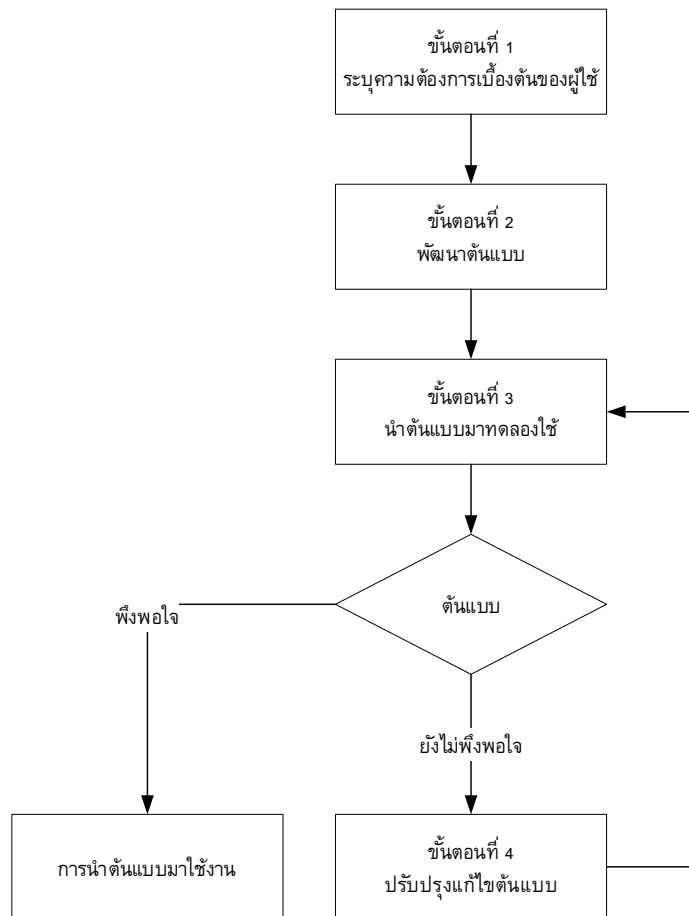 ขั้นตอนที่ 1
ระบุความต้องการเบื้องต้นของผู้ใช้
ขั้นตอนที่ 2
พัฒนาต้นแบบ
ขั้นตอนที่ 3
นำต้นแบบมาทดลองใช้
ต้นแบบ
พึงพอใจ
ยังไม่พึงพอใจ
การนำต้นแบบมาใช้งาน
ขั้นตอนที่ 4
ปรับปรุงแก้ไขต้นแบบ